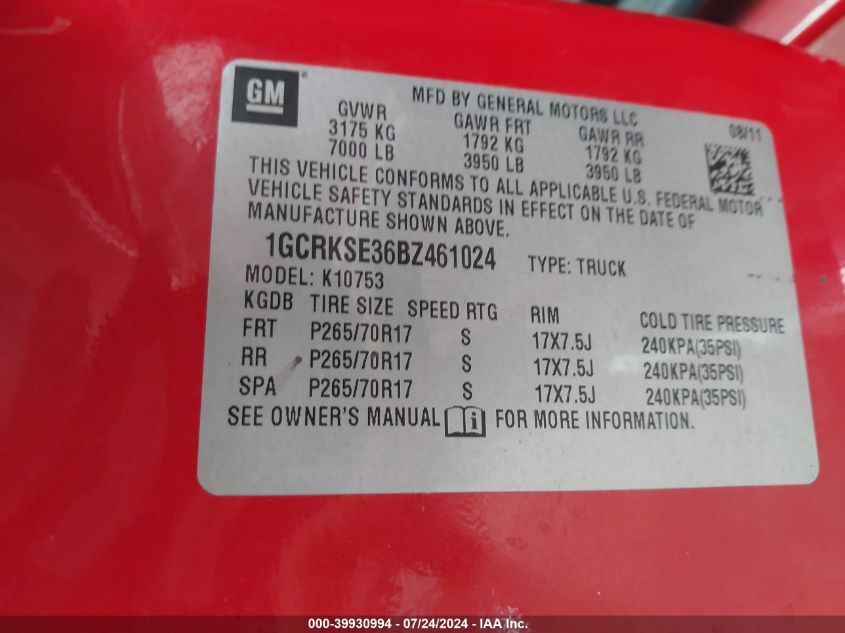 GM
MFD BY GENERAL MOTORS LLC
08/11
GVWR GAWR FRT GAWR RR
3175 KG 1792 KG 1792 KG
7000 LB 3950 LB 3950 LB
THIS VEHICLE CONFORMS TO ALL APPLICABLE U.S. FEDERAL MOTOR
VEHICLE SAFETY STANDARDS IN EFFECT ON THE DATE OF
MANUFACTURE SHOWN ABOVE.
1GCRKSE36BZ461024 TYPE: TRUCK
MODEL: K10753
KGDB TIRE SIZE SPEED RTG RIM COLD TIRE PRESSURE
FRT P265/70R17 S 17X7.5J 240KPA(35PSI)
RR P265/70R17 S 17X7.5J 240KPA(35PSI)
SPA P265/70R17 S 17X7.5J 240KPA(35PSI)
SEE OWNER'S MANUAL i FOR MORE INFORMATION.
000-39930994 - 07/24/2024 - IAA Inc.